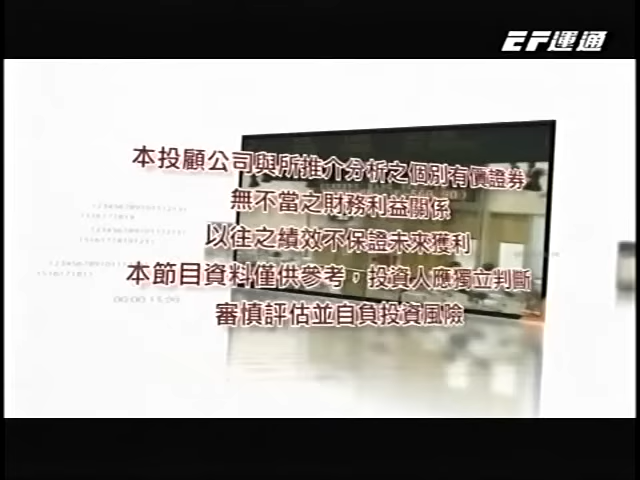 EF運通
本投顧公司與所推介分析之個別有價證券
無不當之財務利益關係
以往之績效不保證未來獲利
本節目資料僅供參考，投資人應獨立判斷
審慎評估並自負投資風險